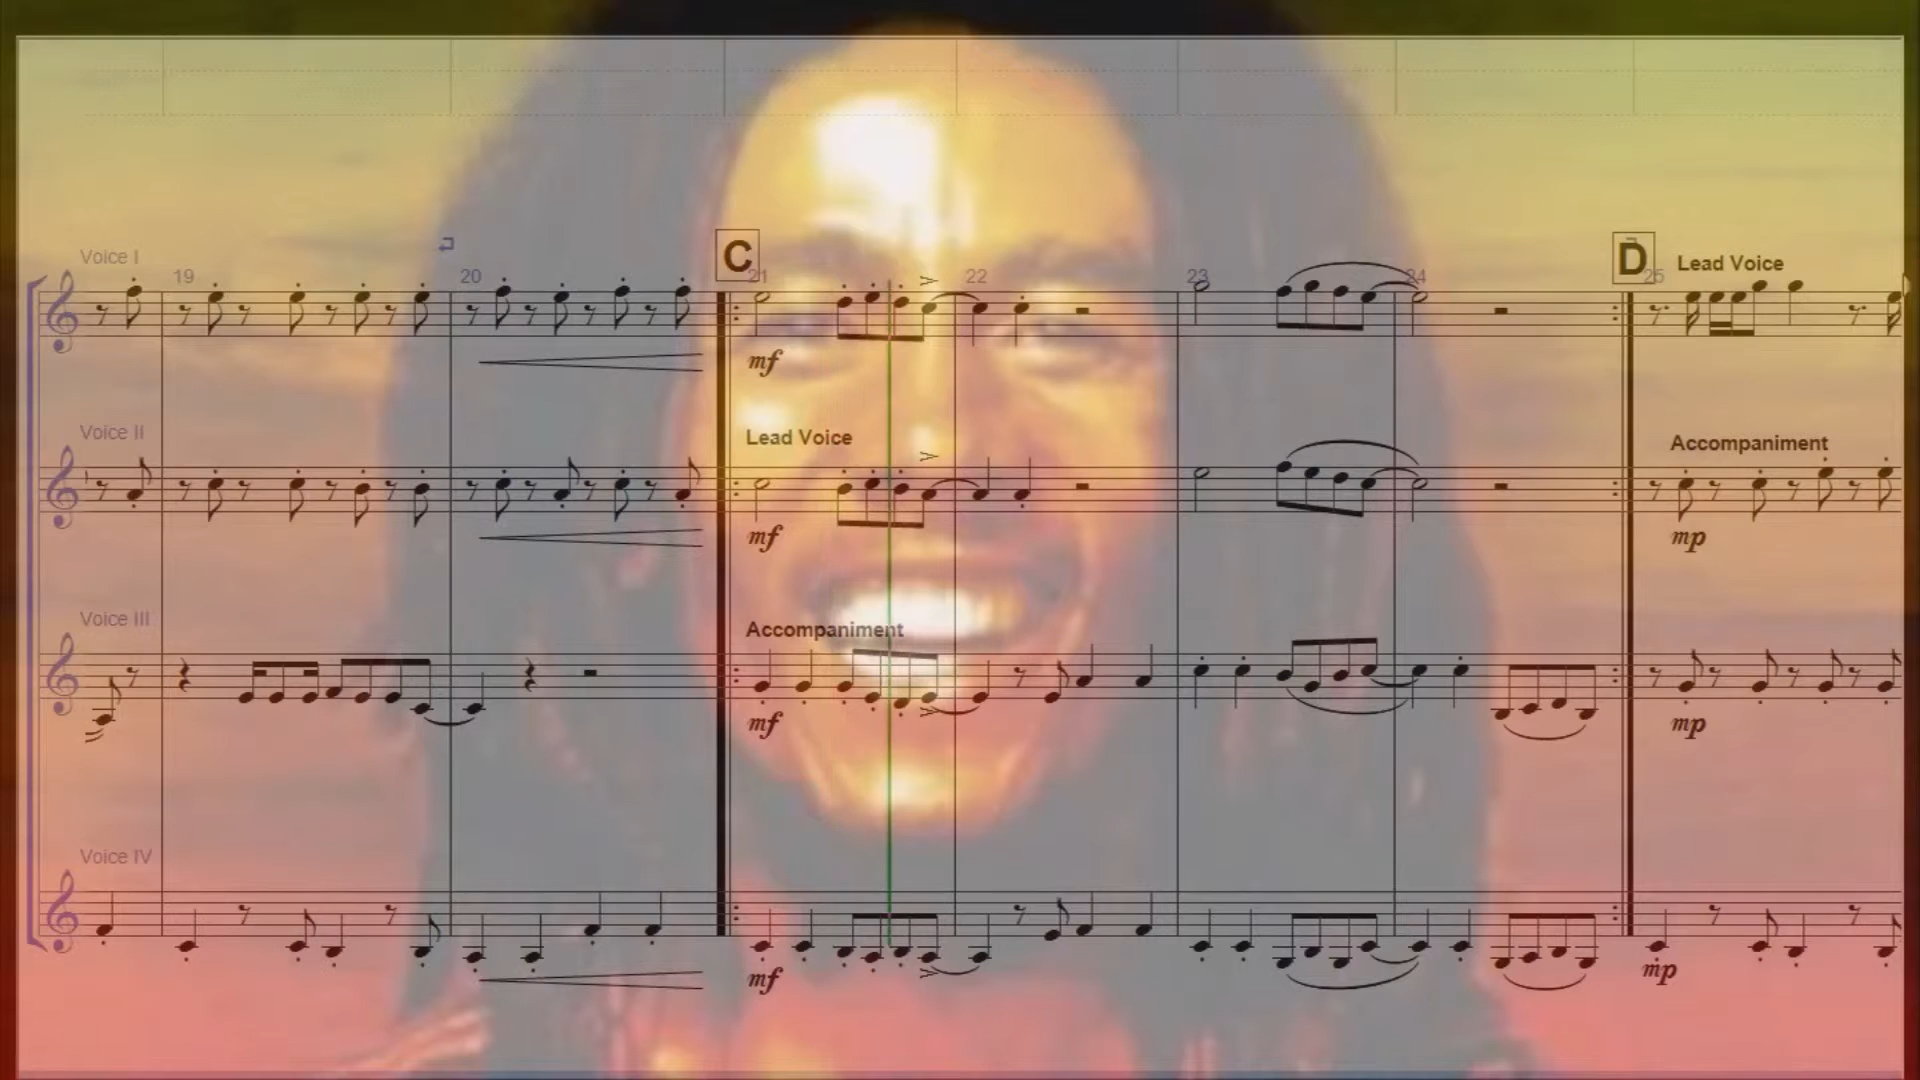 C
D
Voice I
19
20
21
22
23
24
25
Lead Voice
mf
Voice II
Lead Voice
Accompaniment
mf
mp
Voice III
Accompaniment
mf
mp
Voice IV
mf
mp